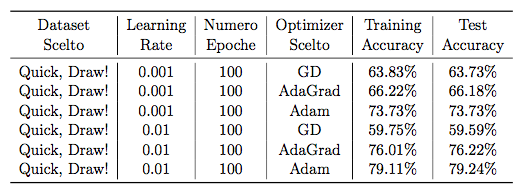 Dataset Learning Numero Optimizer Training Test
Scelto Rate Epoche Scelto Accuracy Accuracy
Quick, Draw! 0.001 100 GD 63.83% 63.73%
Quick, Draw! 0.001 100 AdaGrad 66.22% 66.18%
Quick, Draw! 0.001 100 Adam 73.73% 73.73%
Quick, Draw! 0.01 100 GD 59.75% 59.59%
Quick, Draw! 0.01 100 AdaGrad 76.01% 76.22%
Quick, Draw! 0.01 100 Adam 79.11% 79.24%